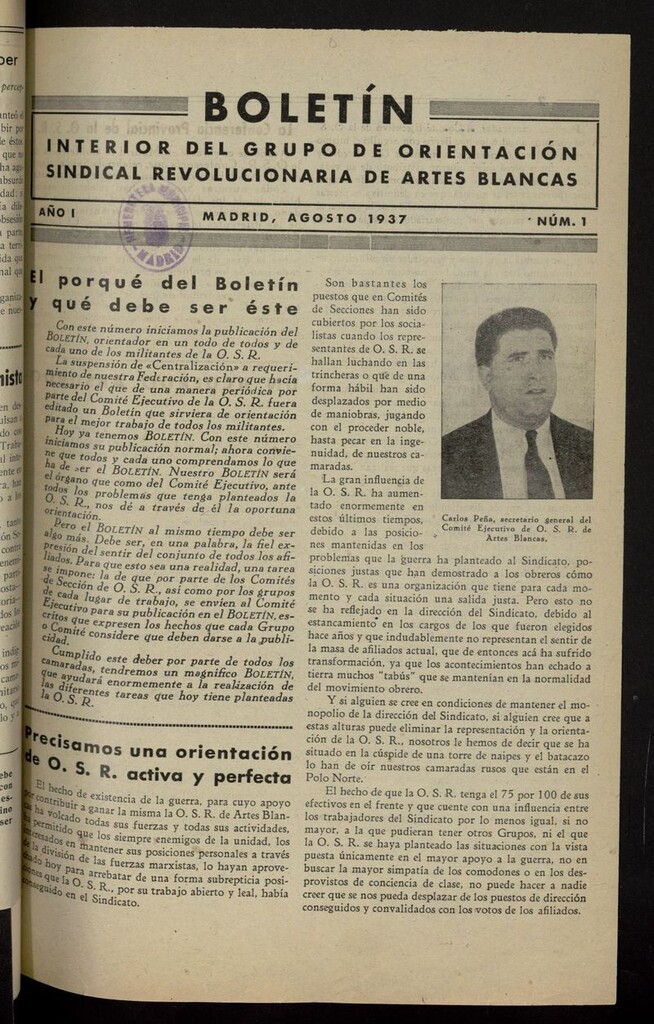 BOLETÍN
INTERIOR DEL GRUPO DE ORIENTACIÓN
SINDICAL REVOLUCIONARIA DE ARTES BLANCAS
AÑO I
MADRID, AGOSTO 1937
NÚM. 1
HEMEROTECA MUNICIPAL
MADRID
El porqué del Boletín
y qué debe ser éste
Con este número iniciamos la publicación del
BOLETÍN, orientador en un todo de todos y de
cada uno de los militantes de la O. S. R.
La suspensión de «Centralización» a requeri-
miento de nuestra Federación, es claro que hacía
necesario el que de una manera periódica por
parte del Comité Ejecutivo de la O. S. R. fuera
editado un Boletín que sirviera de orientación
para el mejor trabajo de todos los militantes.
Hoy ya tenemos BOLETÍN. Con este número
iniciamos su publicación normal; ahora convie-
ne que todos y cada uno comprendamos lo que
ha de ser el BOLETÍN. Nuestro BOLETÍN será
el órgano que como del Comité Ejecutivo, ante
todos los problemas que tenga planteados la
O. S. R., nos dé a través de él la oportuna
orientación.
Pero el BOLETÍN al mismo tiempo debe ser
algo más. Debe ser, en una palabra, la fiel ex-
presión del sentir del conjunto de todos los afi-
liados. Para que esto sea una realidad, una tarea
se impone: la de que por parte de los Comités
de Sección de O. S. R., así como por los grupos
de cada lugar de trabajo, se envíen al Comité
Ejecutivo para su publicación en el BOLETÍN, es-
critos que expresen los hechos que cada Grupo
o Comité considere que deben darse a la publi-
cidad.
Cumplido este deber por parte de todos los
camaradas, tendremos un magnífico BOLETÍN,
que ayudará enormemente a la realización de
las diferentes tareas que hoy tiene planteadas
la O. S. R.
Precisamos una orientación
de O. S. R. activa y perfecta
El hecho de existencia de la guerra, para cuyo apoyo
por contribuir a ganar la misma la O. S. R. de Artes Blan-
cas ha volcado todas sus fuerzas y todas sus actividades,
ha permitido que los siempre enemigos de la unidad, los
interesados en mantener sus posiciones personales a través
de la división de las fuerzas marxistas, lo hayan aprove-
chado hoy para arrebatar de una forma subrepticia posi-
ciones que la O. S. R., por su trabajo abierto y leal, había
conseguido en el Sindicato.
Son bastantes los
puestos que en Comités
de Secciones han sido
cubiertos por los socia-
listas cuando los repre-
sentantes de O. S. R. se
hallan luchando en las
trincheras o que de una
forma hábil han sido
desplazados por medio
de maniobras, jugando
con el proceder noble,
hasta pecar en la inge-
nuidad, de nuestros ca-
maradas.
La gran influencia de
la O. S. R. ha aumen-
tado enormemente en
estos últimos tiempos,
debido a las posicio-
nes mantenidas en los
problemas que la guerra ha planteado al Sindicato, po-
siciones justas que han demostrado a los obreros cómo
la O. S. R. es una organización que tiene para cada mo-
mento y cada situación una salida justa. Pero esto no
se ha reflejado en la dirección del Sindicato, debido al
estancamiento en los cargos de los que fueron elegidos
hace años y que indudablemente no representan el sentir de
la masa de afiliados actual, que de entonces acá ha sufrido
transformación, ya que los acontecimientos han echado a
tierra muchos "tabús" que se mantenían en la normalidad
del movimiento obrero.
Y si alguien se cree en condiciones de mantener el mo-
nopolio de la dirección del Sindicato, si alguien cree que a
estas alturas puede eliminar la representación y la orienta-
ción de la O. S. R., nosotros le hemos de decir que se ha
situado en la cúspide de una torre de naipes y el batacazo
lo han de oir nuestros camaradas rusos que están en el
Polo Norte.
El hecho de que la O. S. R. tenga el 75 por 100 de sus
efectivos en el frente y que cuente con una influencia entre
los trabajadores del Sindicato por lo menos igual, si no
mayor, a la que pudieran tener otros Grupos, ni el que
la O. S. R. se haya planteado las situaciones con la vista
puesta únicamente en el mayor apoyo a la guerra, no en
buscar la mayor simpatía de los comodones o en los des-
provistos de conciencia de clase, no puede hacer a nadie
creer que se nos pueda desplazar de los puestos de dirección
conseguidos y convalidados con los votos de los afiliados.
Carlos Peña, secretario general del
Comité Ejecutivo de O. S. R. de
Artes Blancas.